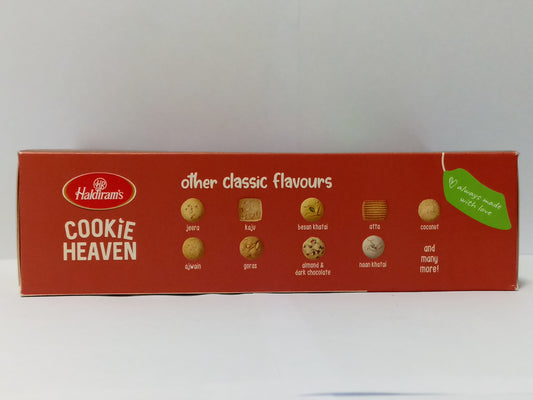 HR
Haldiram's
COOKiE
HEAVEN
other classic flavours
jeera
kaju
besan khatai
atta
coconut
ajwain
goras
almond &
dark chocolate
naan khatai
and
many
more!
always made
with love